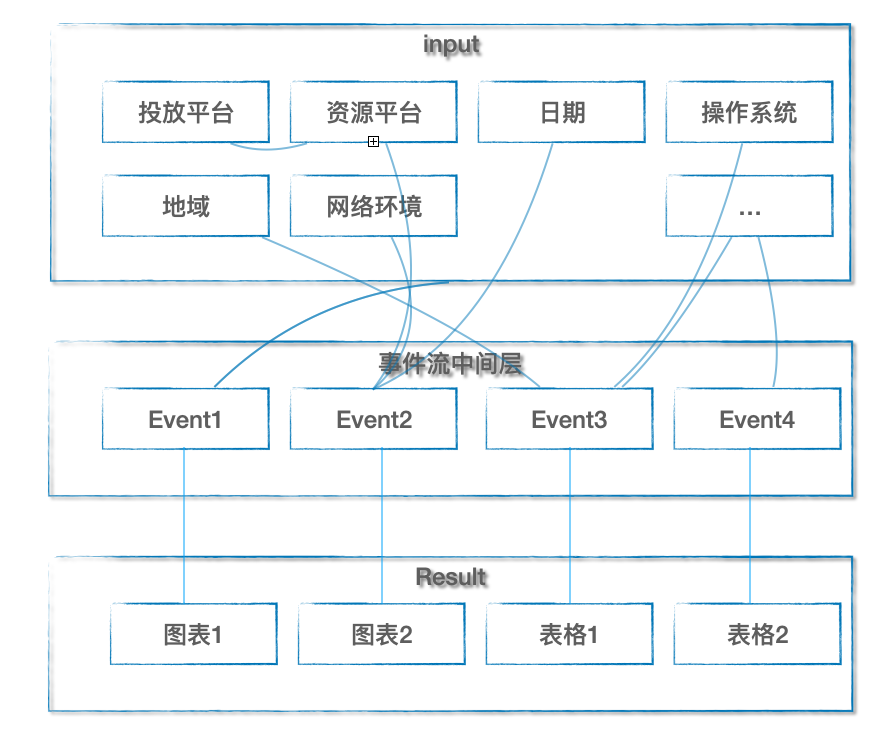 input
投放平台
资源平台
日期
操作系统
地域
网络环境
...
事件流中间层
Event1
Event2
Event3
Event4
Result
图表1
图表2
表格1
表格2